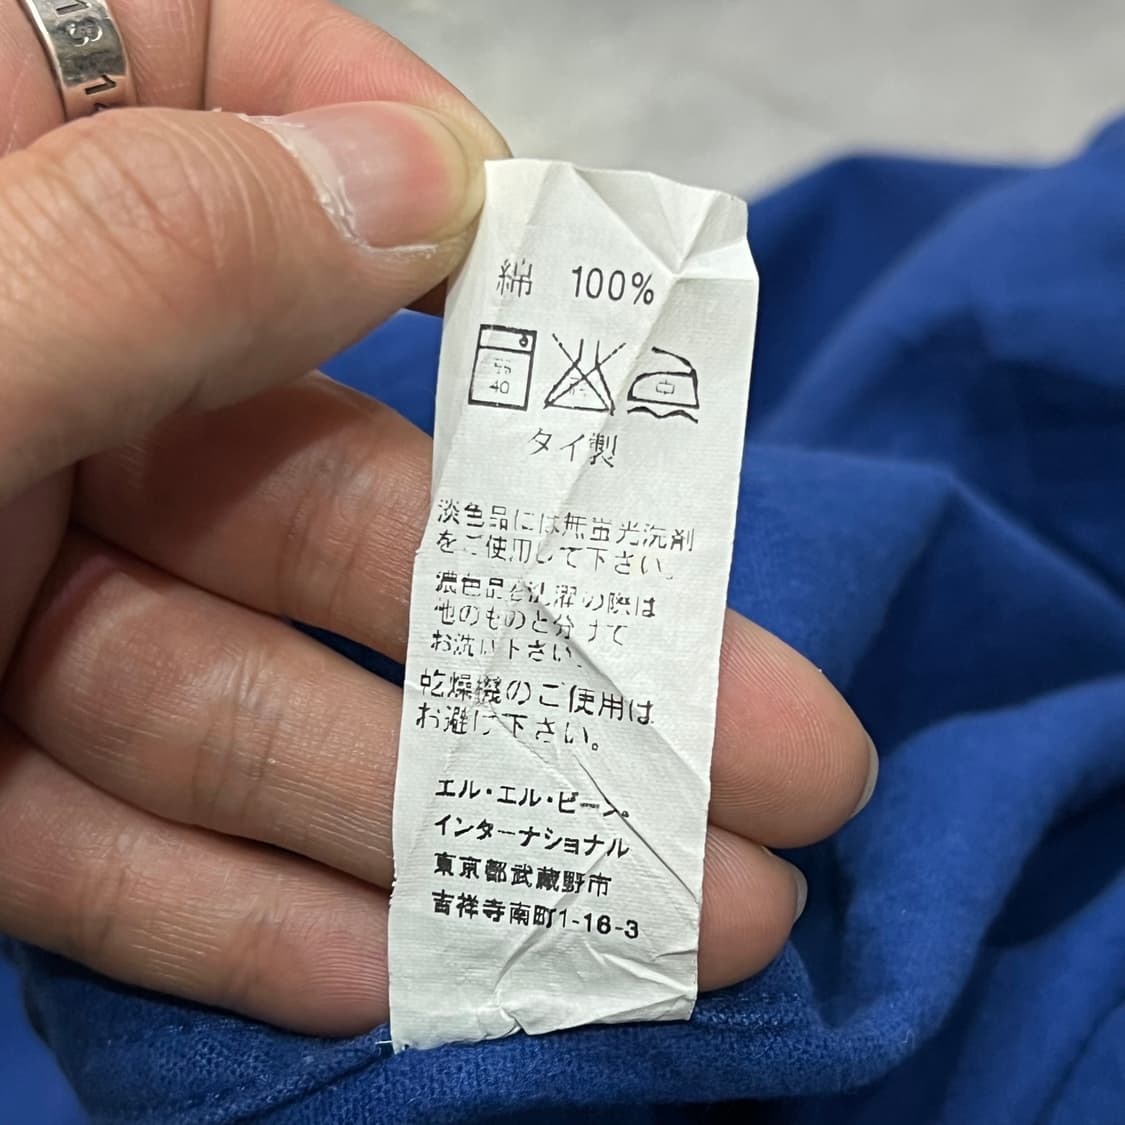 綿 100%
40
中
タイ製
淡色品には無蛍光洗剤
をご使用して下さい。
濃色品を洗濯の際は
他のものと分けて
お洗い下さい。
乾燥機のご使用は
お避け下さい。
エル・エル・ビーン
インターナショナル
東京都武蔵野市
吉祥寺南町1-16-3